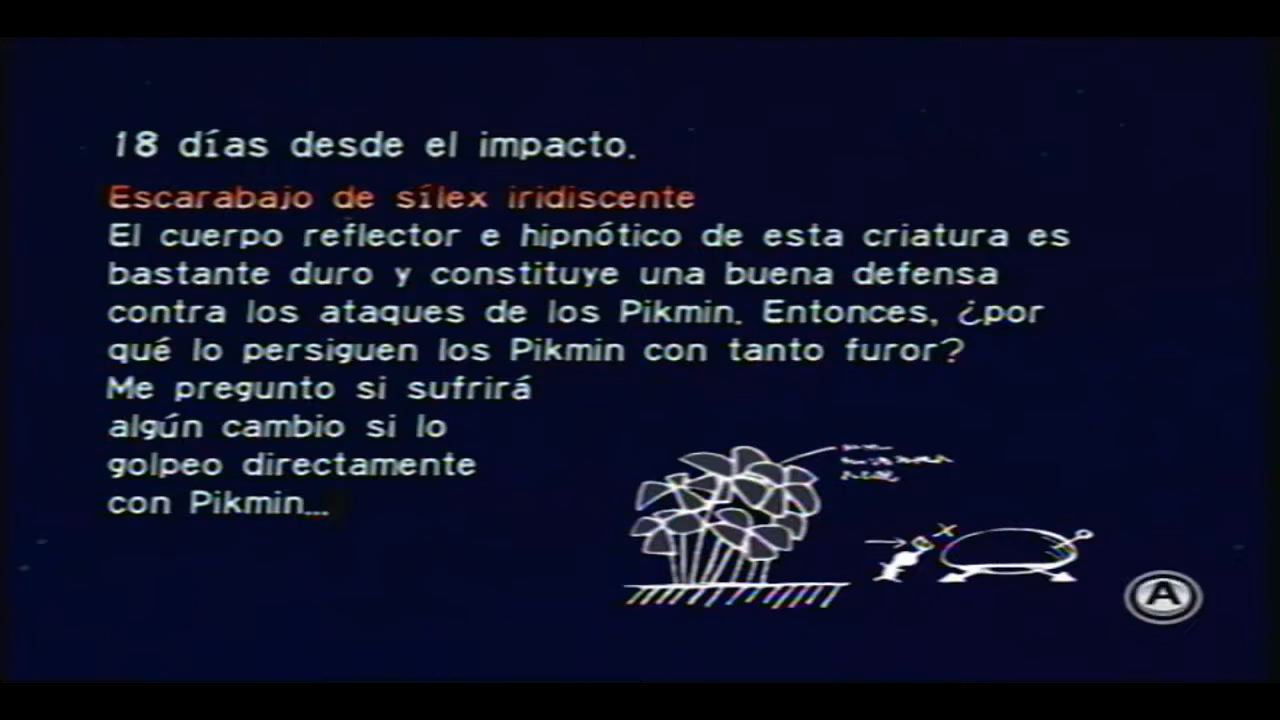 18 días desde el impacto.
Escarabajo de sílex iridiscente
El cuerpo reflector e hipnótico de esta criatura es
bastante duro y constituye una buena defensa
contra los ataques de los Pikmin. Entonces, ¿por
qué lo persiguen los Pikmin con tanto furor?
Me pregunto si sufrirá
algún cambio si lo
golpeo directamente
con Pikmin...
A